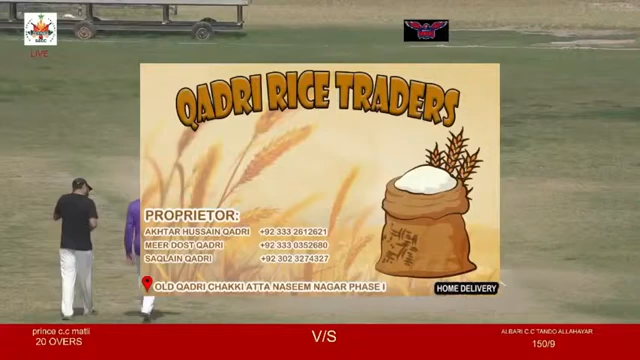 LIVE
QADRI RICE TRADERS
PROPRIETOR:
AKHTAR HUSSAIN QADRI +92 333 2612621
MEER DOST QADRI +92 333 0352680
SAQLAIN QADRI +92 302 3274327
OLD QADRI CHAKKI ATTA NASEEM NAGAR PHASE I
HOME DELIVERY
prince c.c matli
20 OVERS
V/S
ALBARI C.C TANDO ALLAHAYAR
150/9